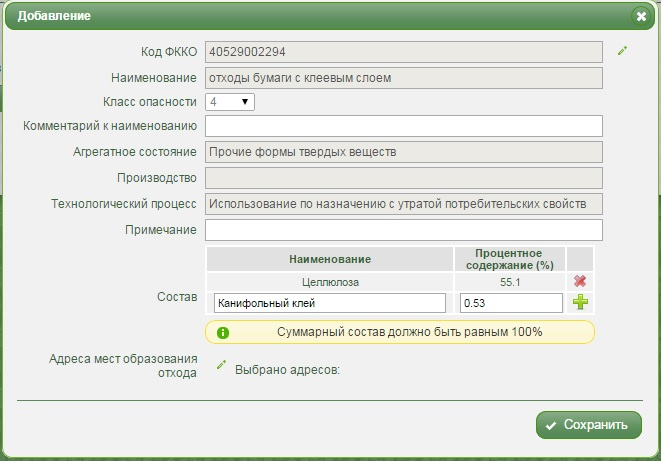 Добавление
Код ФККО 40529002294
Наименование отходы бумаги с клеевым слоем
Класс опасности 4
Комментарий к наименованию
Агрегатное состояние Прочие формы твердых веществ
Производство
Технологический процесс Использование по назначению с утратой потребительских свойств
Примечание
Наименование Процентное содержание (%)
Целлюлоза 55.1
Состав Канифольный клей 0.53
Суммарный состав должно быть равным 100%
Адреса мест образования
отхода Выбрано адресов:
Сохранить